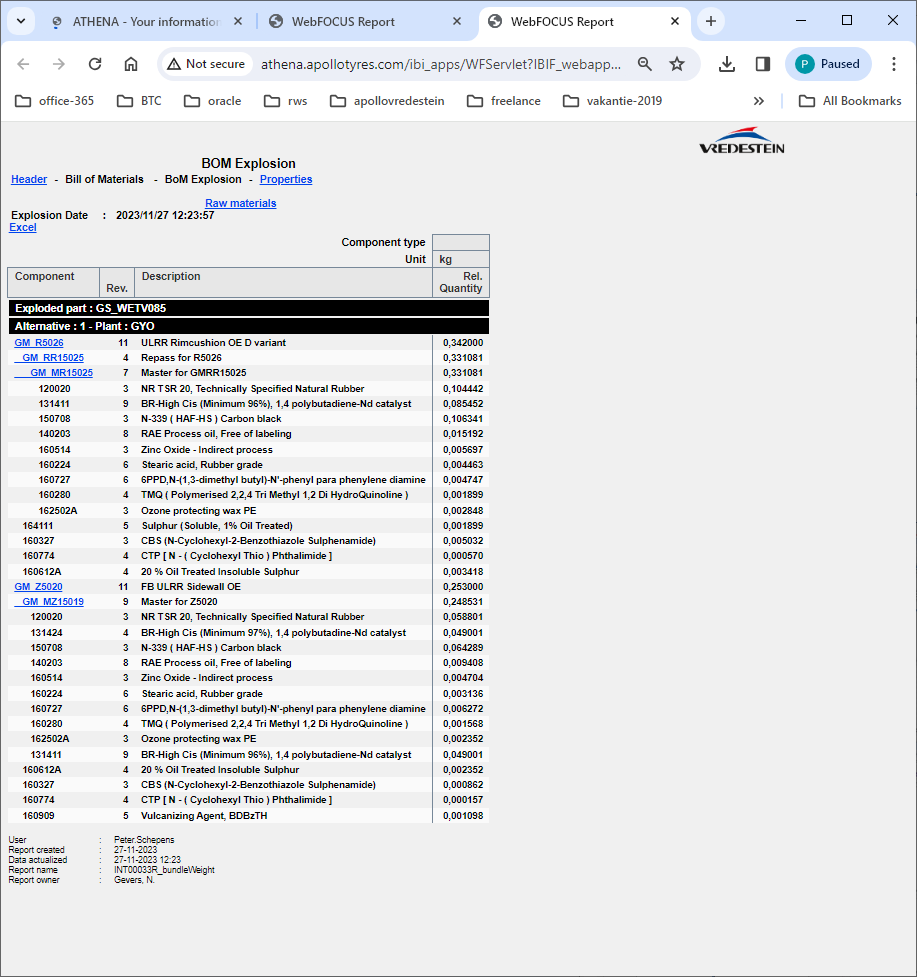 ATHENA - Your information
WebFOCUS Report
WebFOCUS Report
Not secure
athena.apollotyres.com/ibi_apps/WFServlet?IBIF_webapp...
P Paused
office-365 BTC oracle rws apollovredestein freelance vakantie-2019 » All Bookmarks
VREDESTEIN
BOM Explosion
Header - Bill of Materials - BoM Explosion - Properties
Raw materials
Explosion Date : 2023/11/27 12:23:57
Excel
Component type
Unit kg
Component Rev. Description Rel. Quantity
Exploded part : GS_WETV085
Alternative : 1 - Plant : GYO
GM_R5026 11 ULRR Rimcushion OE D variant 0,342000
GM_RR15025 4 Repass for R5026 0,331081
GM_MR15025 7 Master for GMRR15025 0,331081
120020 3 NR TSR 20, Technically Specified Natural Rubber 0,104442
131411 9 BR-High Cis (Minimum 96%), 1,4 polybutadiene-Nd catalyst 0,085452
150708 3 N-339 ( HAF-HS ) Carbon black 0,106341
140203 8 RAE Process oil, Free of labeling 0,015192
160514 3 Zinc Oxide - Indirect process 0,005697
160224 6 Stearic acid, Rubber grade 0,004463
160727 6 6PPD,N-(1,3-dimethyl butyl)-N'-phenyl para phenylene diamine 0,004747
160280 4 TMQ ( Polymerised 2,2,4 Tri Methyl 1,2 Di HydroQuinoline ) 0,001899
162502A 3 Ozone protecting wax PE 0,002848
164111 5 Sulphur (Soluble, 1% Oil Treated) 0,001899
160327 3 CBS (N-Cyclohexyl-2-Benzothiazole Sulphenamide) 0,005032
160774 4 CTP [ N - ( Cyclohexyl Thio ) Phthalimide ] 0,000570
160612A 4 20 % Oil Treated Insoluble Sulphur 0,003418
GM_Z5020 11 FB ULRR Sidewall OE 0,253000
GM_MZ15019 9 Master for Z5020 0,248531
120020 3 NR TSR 20, Technically Specified Natural Rubber 0,058801
131424 4 BR-High Cis (Minimum 97%), 1,4 polybutadine-Nd catalyst 0,049001
150708 3 N-339 ( HAF-HS ) Carbon black 0,064289
140203 8 RAE Process oil, Free of labeling 0,009408
160514 3 Zinc Oxide - Indirect process 0,004704
160224 6 Stearic acid, Rubber grade 0,003136
160727 6 6PPD,N-(1,3-dimethyl butyl)-N'-phenyl para phenylene diamine 0,006272
160280 4 TMQ ( Polymerised 2,2,4 Tri Methyl 1,2 Di HydroQuinoline ) 0,001568
162502A 3 Ozone protecting wax PE 0,002352
131411 9 BR-High Cis (Minimum 96%), 1,4 polybutadiene-Nd catalyst 0,049001
160612A 4 20 % Oil Treated Insoluble Sulphur 0,002352
160327 3 CBS (N-Cyclohexyl-2-Benzothiazole Sulphenamide) 0,000862
160774 4 CTP [ N - ( Cyclohexyl Thio ) Phthalimide ] 0,000157
160909 5 Vulcanizing Agent, BDBzTH 0,001098
User : Peter.Schepens
Report created : 27-11-2023
Data actualized : 27-11-2023 12:23
Report name : INT00033R_bundleWeight
Report owner : Gevers, N.